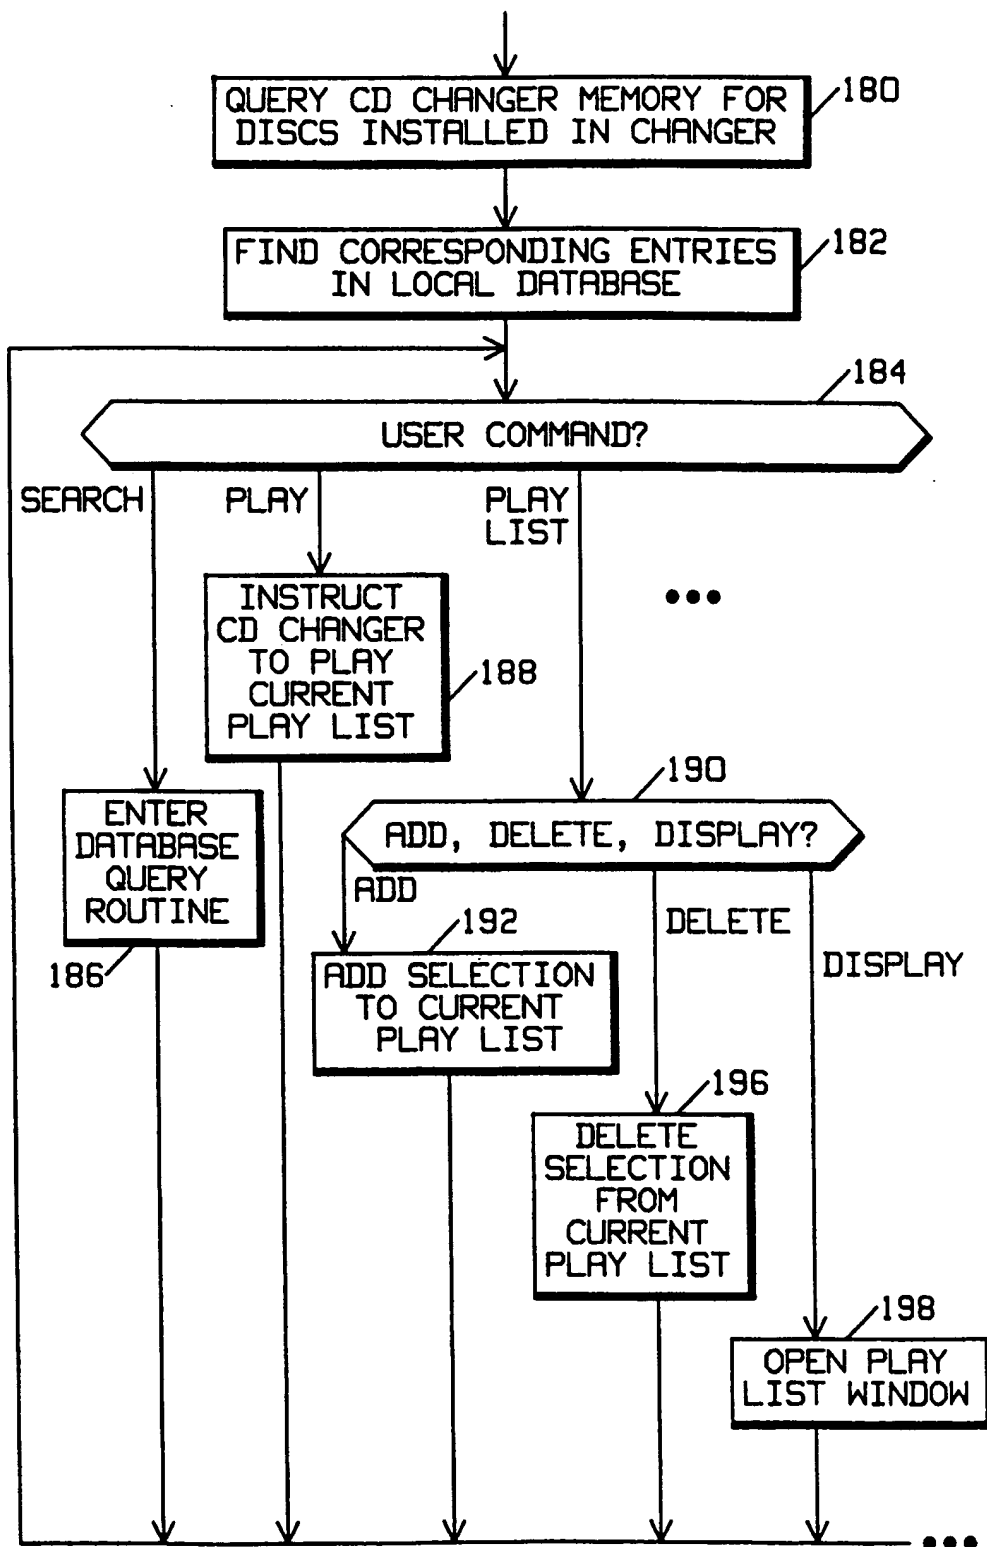 QUERY CD CHANGER MEMORY FOR
DISCS INSTALLED IN CHANGER
180
FIND CORRESPONDING ENTRIES
IN LOCAL DATABASE
182
184
USER COMMAND?
SEARCH
PLAY
PLAY
LIST
INSTRUCT
CD CHANGER
TO PLAY
CURRENT
PLAY LIST
188
190
ENTER
DATABASE
QUERY
ROUTINE
186
ADD, DELETE, DISPLAY?
ADD
DELETE
DISPLAY
192
ADD SELECTION
TO CURRENT
PLAY LIST
196
DELETE
SELECTION
FROM
CURRENT
PLAY LIST
198
OPEN PLAY
LIST WINDOW